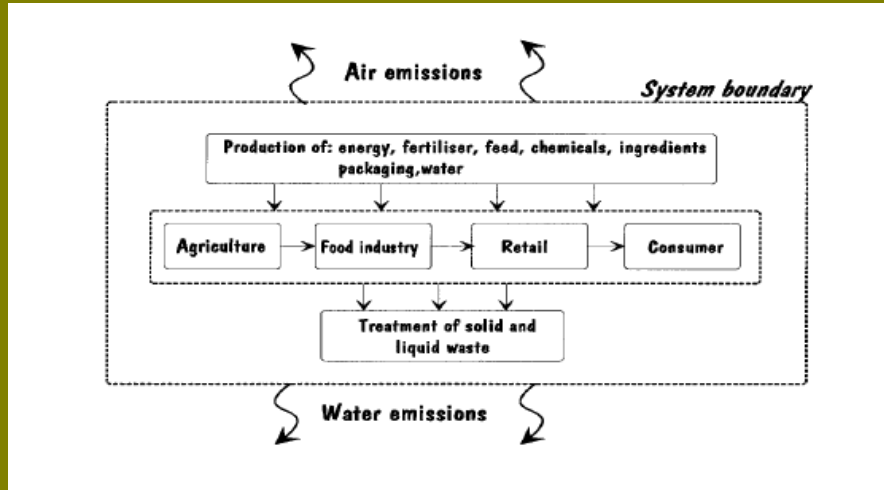 Air emissions
System boundary
Production of: energy, fertiliser, feed, chemicals, ingredients
packaging,water
Agriculture
Food industry
Retail
Consumer
Treatment of solid and
liquid waste
Water emissions